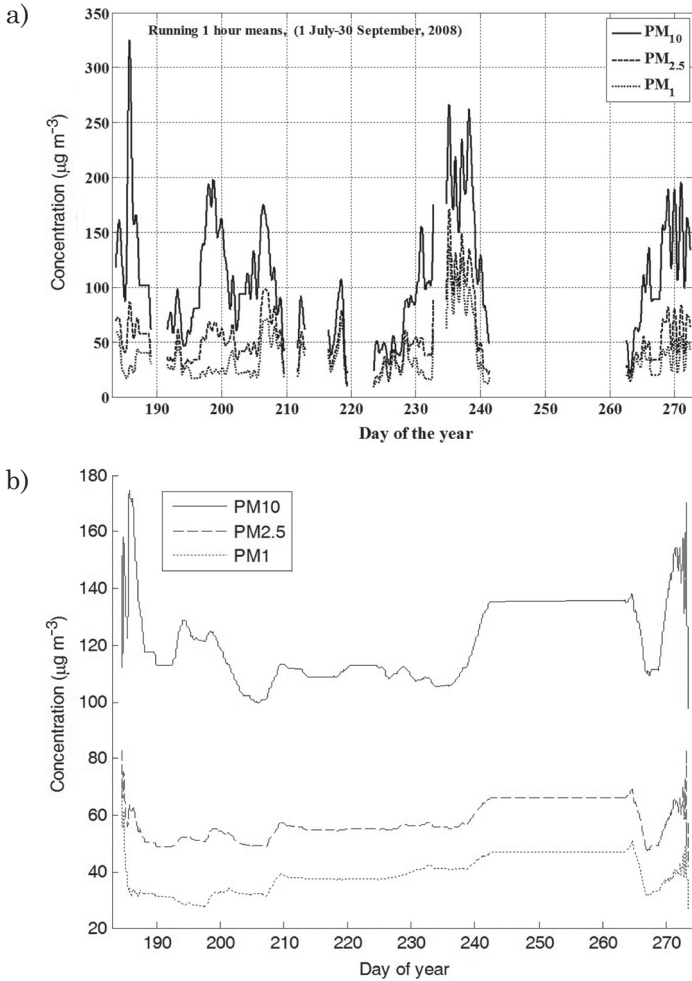 a)
Running 1 hour means, (1 July-30 September, 2008)
PM10
PM2.5
PM1
Concentration (μg m–3)
350
300
250
200
150
100
50
0
190 200 210 220 230 240 250 260 270
Day of the year
b)
PM10
PM2.5
PM1
Concentration (μg m–3)
180
160
140
120
100
80
60
40
20
190 200 210 220 230 240 250 260 270
Day of year